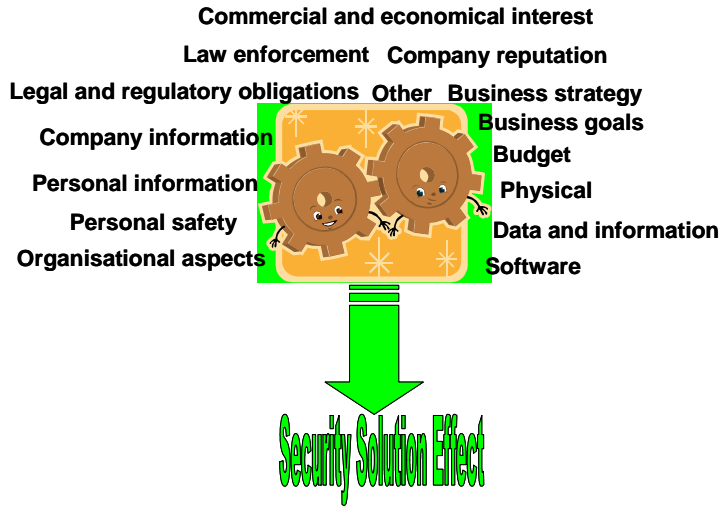 Commercial and economical interest
Law enforcement Company reputation
Legal and regulatory obligations Other Business strategy
Business goals
Company information
Budget
Personal information
Physical
Personal safety
Data and information
Organisational aspects
Software
Security Solution Effect